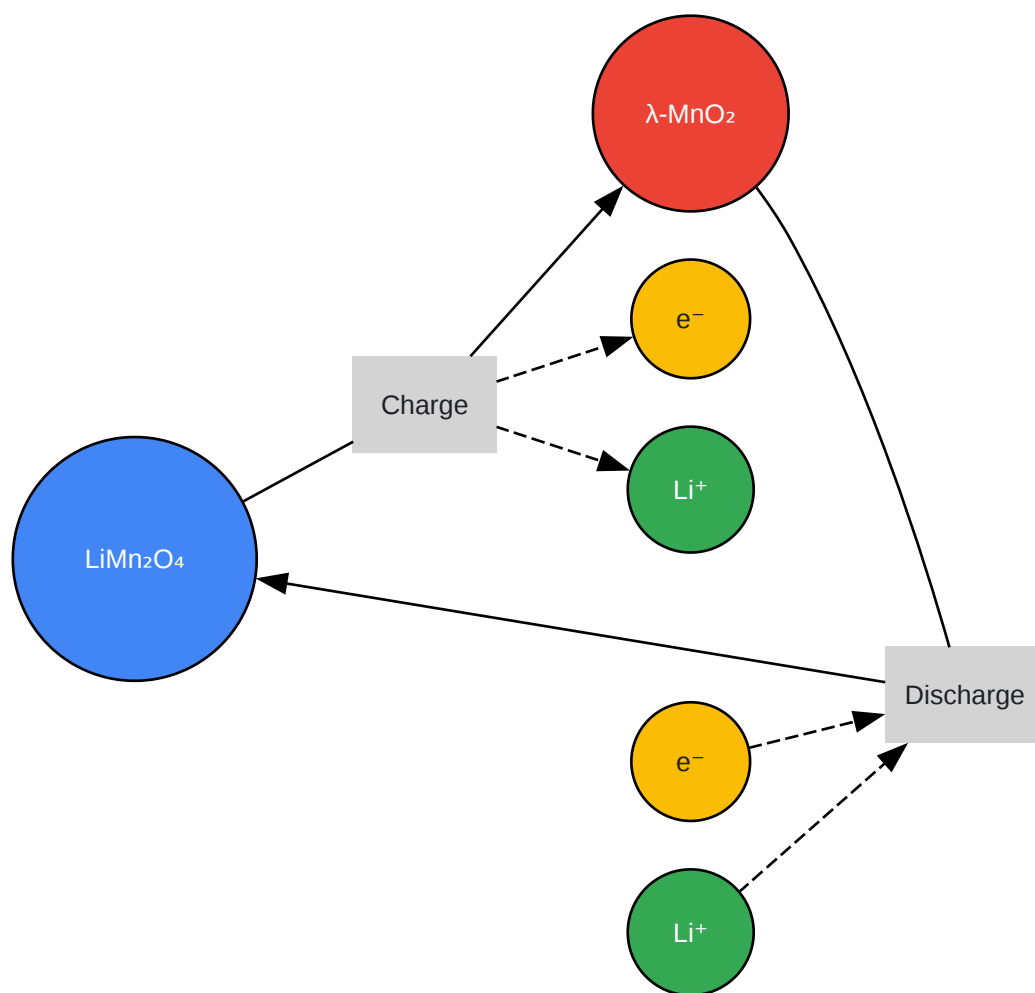 λ-MnO₂
e⁻
Charge
Li⁺
LiMn₂O₄
Discharge
e⁻
Li⁺